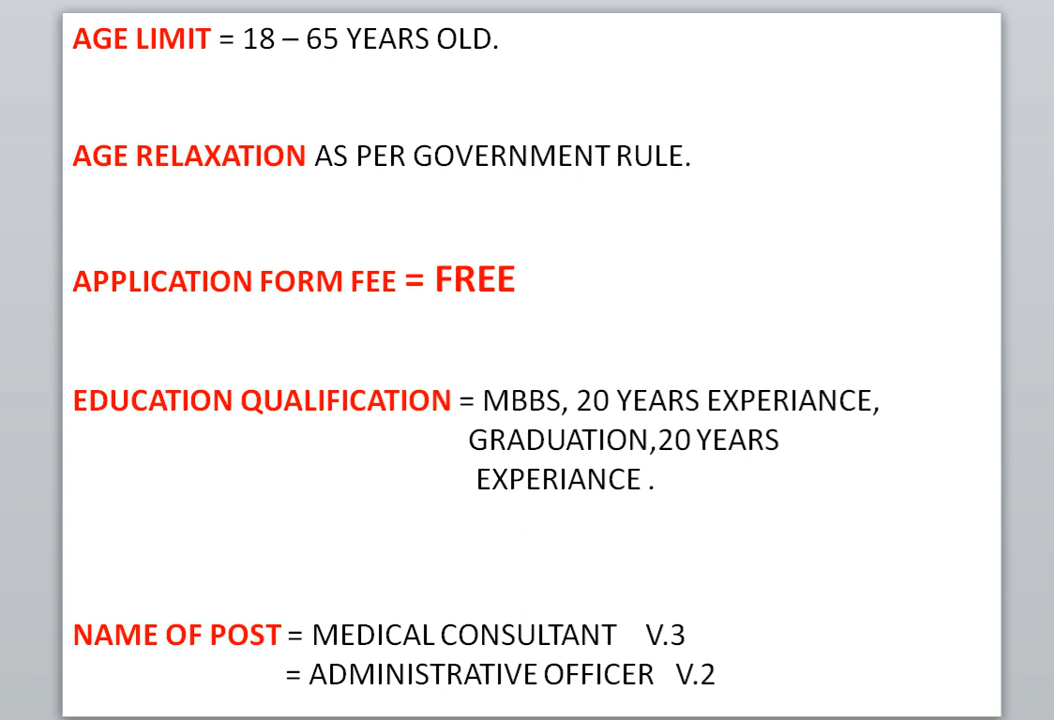 AGE LIMIT = 18 – 65 YEARS OLD.
AGE RELAXATION AS PER GOVERNMENT RULE.
APPLICATION FORM FEE = FREE
EDUCATION QUALIFICATION = MBBS, 20 YEARS EXPERIANCE,
GRADUATION,20 YEARS
EXPERIANCE .
NAME OF POST = MEDICAL CONSULTANT V.3
= ADMINISTRATIVE OFFICER V.2